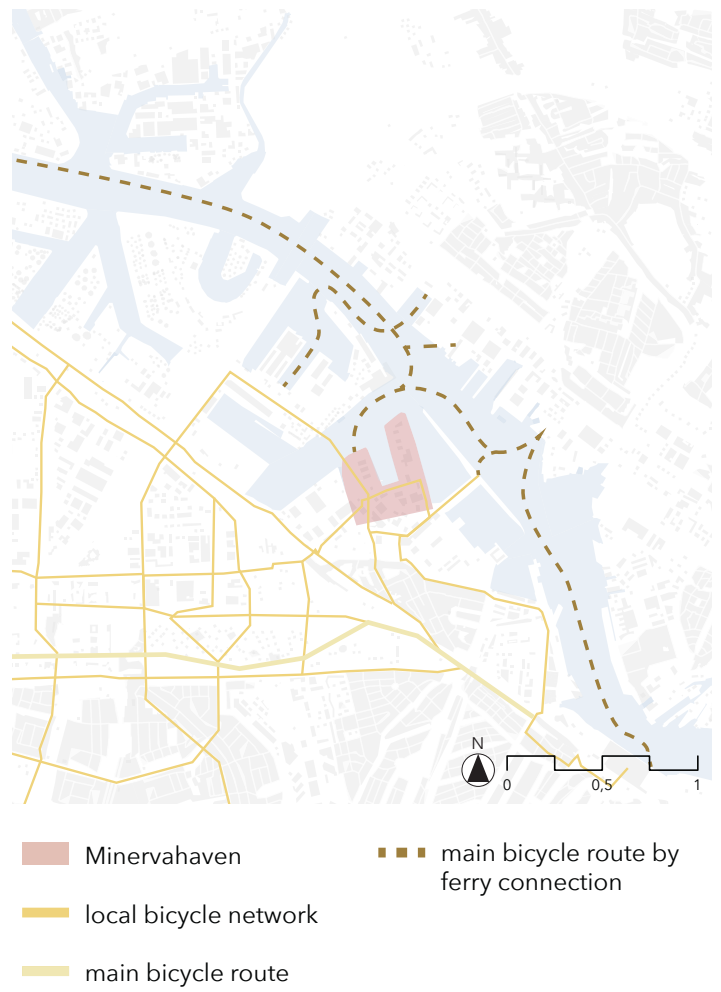 N
0
0,5
1
Minervahaven
local bicycle network
main bicycle route
main bicycle route by
ferry connection